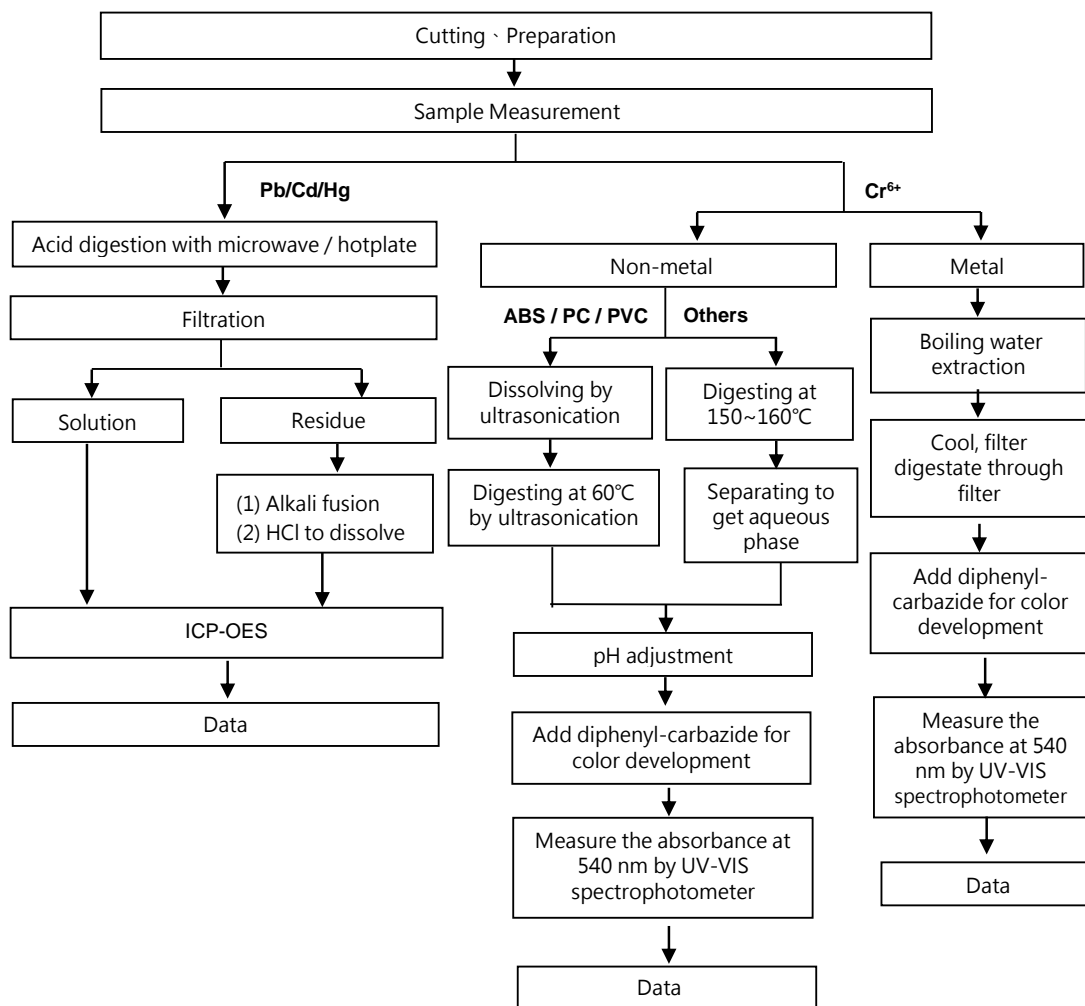 Cutting、Preparation
Sample Measurement
Pb/Cd/Hg
Cr6+
Acid digestion with microwave / hotplate
Filtration
Solution
Residue
(1) Alkali fusion
(2) HCl to dissolve
ICP-OES
Data
Non-metal
ABS / PC / PVC
Others
Dissolving by
ultrasonication
Digesting at 60℃
by ultrasonication
Digesting at
150~160℃
Separating to
get aqueous
phase
pH adjustment
Add diphenyl-carbazide for
color development
Measure the absorbance at
540 nm by UV-VIS
spectrophotometer
Data
Metal
Boiling water
extraction
Cool, filter
digestate through
filter
Add diphenyl-
carbazide for color
development
Measure the
absorbance at 540
nm by UV-VIS
spectrophotometer
Data